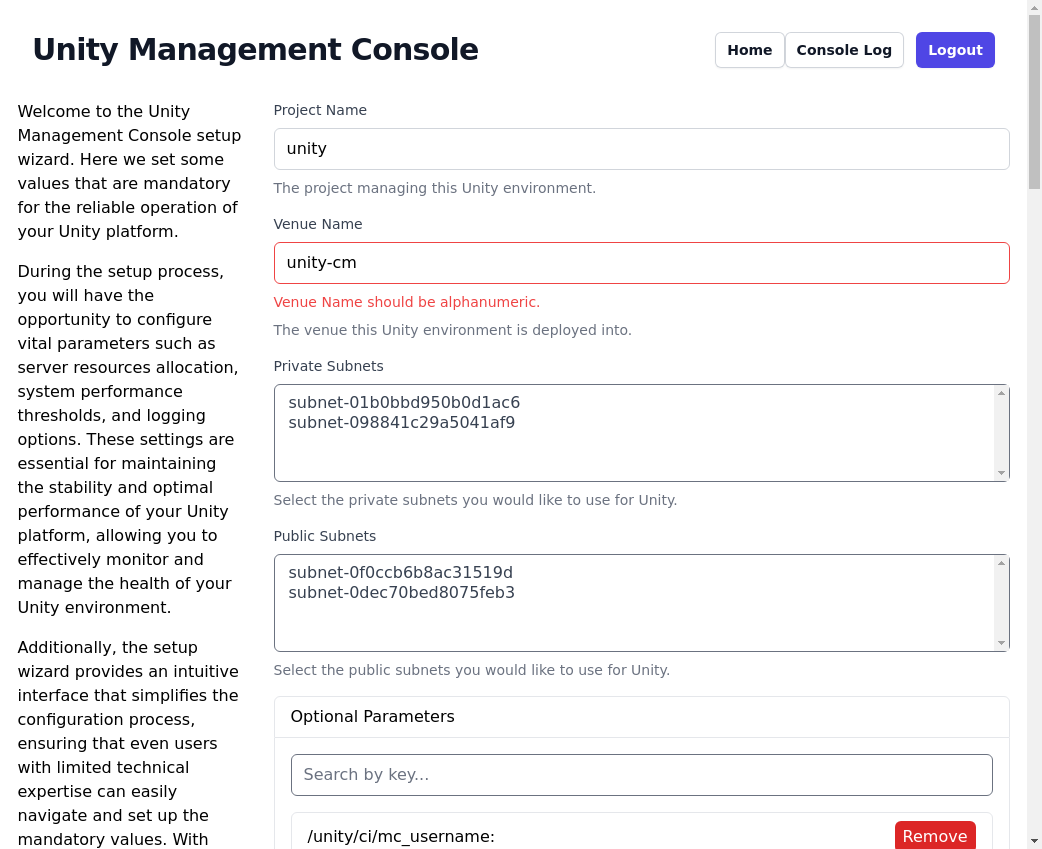 Unity Management Console
Home
Console Log
Logout
Welcome to the Unity
Management Console setup
wizard. Here we set some
values that are mandatory
for the reliable operation of
your Unity platform.
During the setup process,
you will have the
opportunity to configure
vital parameters such as
server resources allocation,
system performance
thresholds, and logging
options. These settings are
essential for maintaining
the stability and optimal
performance of your Unity
platform, allowing you to
effectively monitor and
manage the health of your
Unity environment.
Additionally, the setup
wizard provides an intuitive
interface that simplifies the
configuration process,
ensuring that even users
with limited technical
expertise can easily
navigate and set up the
mandatory values. With
Project Name
unity
The project managing this Unity environment.
Venue Name
unity-cm
Venue Name should be alphanumeric.
The venue this Unity environment is deployed into.
Private Subnets
subnet-01b0bbd950b0d1ac6
subnet-098841c29a5041af9
Select the private subnets you would like to use for Unity.
Public Subnets
subnet-0f0ccb6b8ac31519d
subnet-0dec70bed8075feb3
Select the public subnets you would like to use for Unity.
Optional Parameters
Search by key...
/unity/ci/mc_username:
Remove